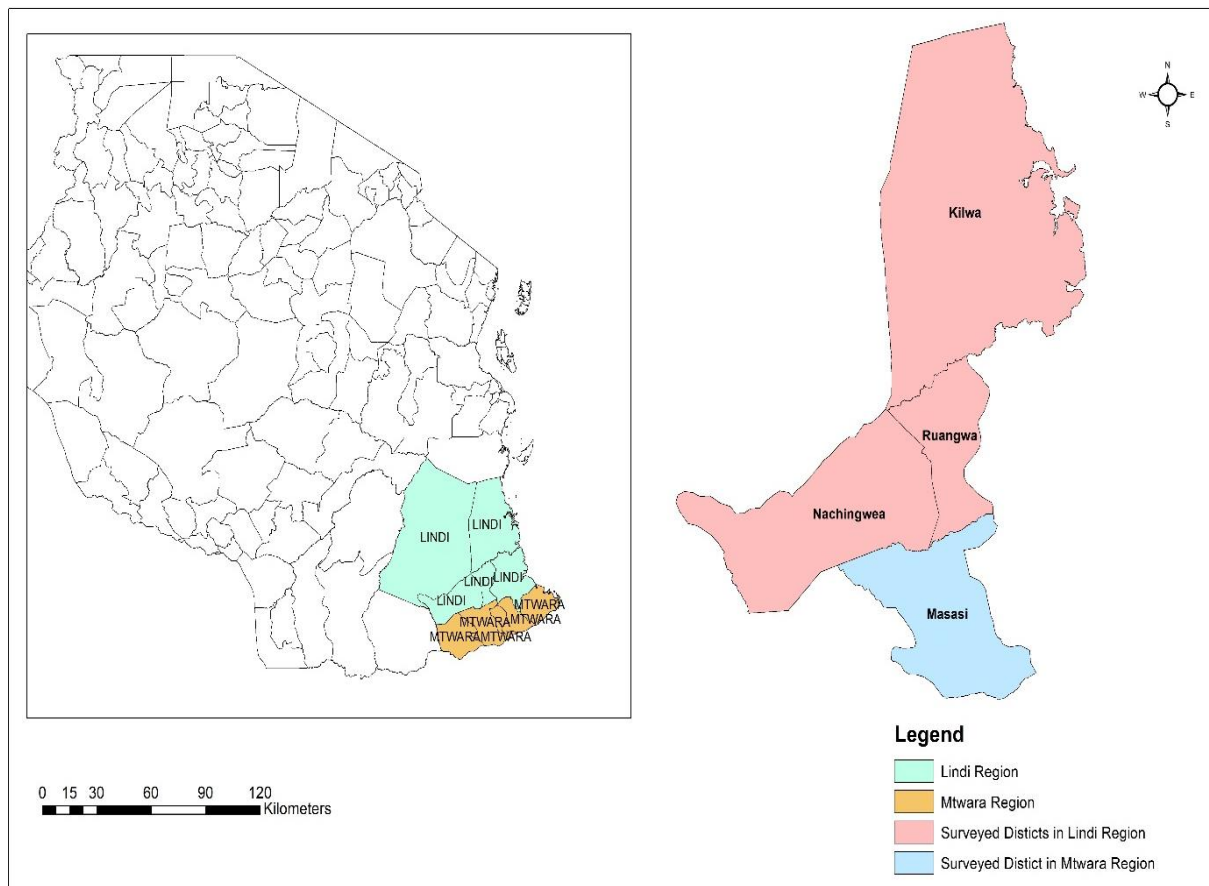 N
W E
S
Kilwa
Ruangwa
Nachingwea
Masasi
LINDI
LINDI
LINDI
LINDI
LINDI
MTWARA
MTWARA
MTWARA
MTWARA
MTWARA
Legend
Lindi Region
Mtwara Region
Surveyed Disticts in Lindi Region
Surveyed Distict in Mtwara Region
0 15 30 60 90 120
Kilometers